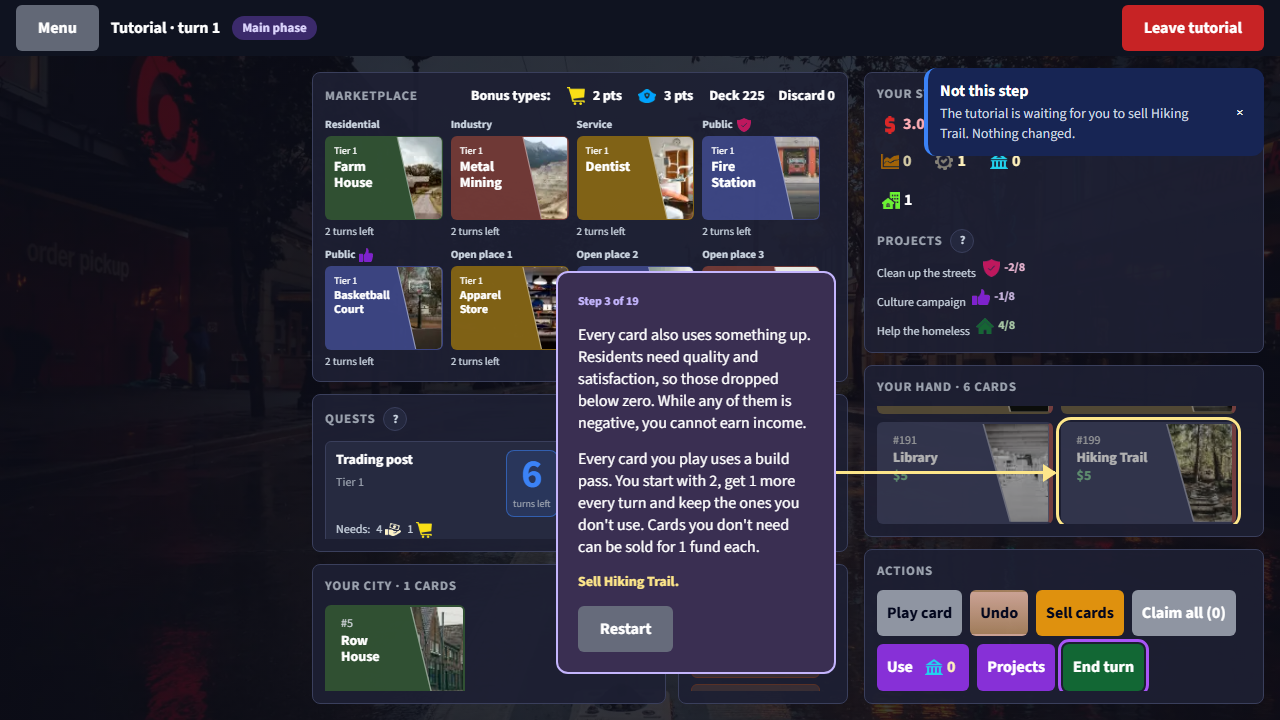 Menu
Tutorial · turn 1
Main phase
Leave tutorial
MARKETPLACE
Bonus types:
2 pts
3 pts
Deck 225
Discard 0
Residential
Industry
Service
Public
Tier 1
Farm
House
Tier 1
Metal
Mining
Tier 1
Dentist
Tier 1
Fire
Station
2 turns left
2 turns left
2 turns left
2 turns left
Public
Open place 1
Open place 2
Open place 3
Tier 1
Basketball
Court
Tier 1
Apparel
Store
2 turns left
2 turns left
QUESTS
?
Trading post
Tier 1
6
turns left
Needs: 4
1
YOUR CITY · 1 CARDS
#5
Row
House
Step 3 of 19
Every card also uses something up.
Residents need quality and
satisfaction, so those dropped
below zero. While any of them is
negative, you cannot earn income.
Every card you play uses a build
pass. You start with 2, get 1 more
every turn and keep the ones you
don't use. Cards you don't need
can be sold for 1 fund each.
Sell Hiking Trail.
Restart
YOUR S
$ 3.0
Not this step
The tutorial is waiting for you to sell Hiking
Trail. Nothing changed.
×
0
1
0
1
PROJECTS
?
Clean up the streets
-2/8
Culture campaign
-1/8
Help the homeless
4/8
YOUR HAND · 6 CARDS
#191
Library
$5
#199
Hiking Trail
$5
ACTIONS
Play card
Undo
Sell cards
Claim all (0)
Use
0
Projects
End turn
order pickup